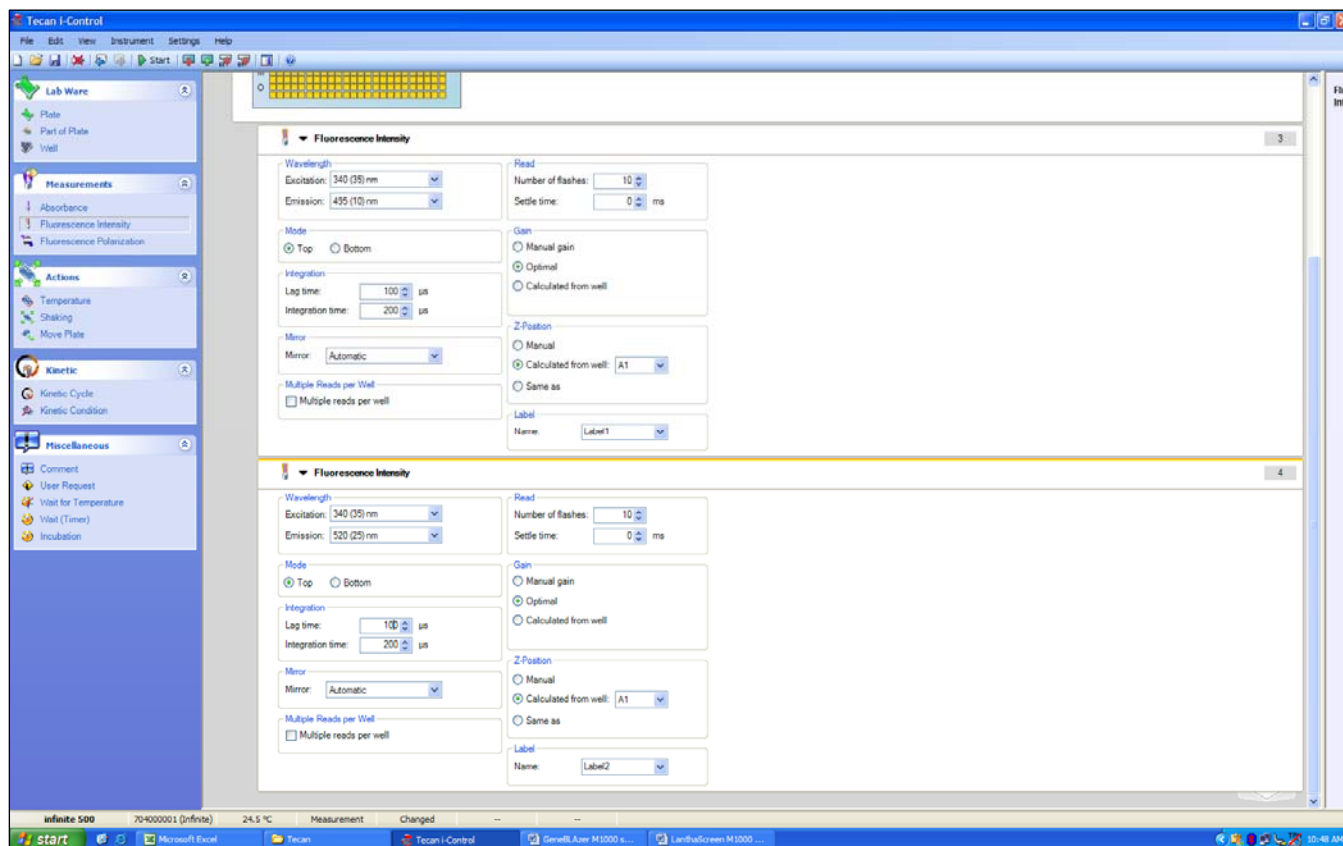 Tecan i-Control
File Edit View Instrument Settings Help
Start
Lab Ware
Plate
Part of Plate
Well
Measurements
Absorbance
Fluorescence Intensity
Fluorescence Polarization
Actions
Temperature
Shaking
Move Plate
Kinetic
Kinetic Cycle
Kinetic Condition
Miscellaneous
Comment
User Request
Wait for Temperature
Wait (Timer)
Incubation
O
Fluorescence Intensity 3
Wavelength
Excitation: 340 (35) nm
Emission: 495 (10) nm
Mode
Top Bottom
Integration
Lag time: 100 µs
Integration time: 200 µs
Mirror
Mirror: Automatic
Multiple Reads per Well
Multiple reads per well
Read
Number of flashes: 10
Settle time: 0 ms
Gain
Manual gain
Optimal
Calculated from well
Z-Position
Manual
Calculated from well: A1
Same as
Label
Name: Label1
Fluorescence Intensity 4
Wavelength
Excitation: 340 (35) nm
Emission: 520 (25) nm
Mode
Top Bottom
Integration
Lag time: 100 µs
Integration time: 200 µs
Mirror
Mirror: Automatic
Multiple Reads per Well
Multiple reads per well
Read
Number of flashes: 10
Settle time: 0 ms
Gain
Manual gain
Optimal
Calculated from well
Z-Position
Manual
Calculated from well: A1
Same as
Label
Name: Label2
infinite 500 704000001 (Infinite) 24.5 °C Measurement Changed -- --
start Microsoft Excel Tecan Tecan i-Control GeneBLAzer M1000 s... LanthaScreen M1000 ... 10:48 AM